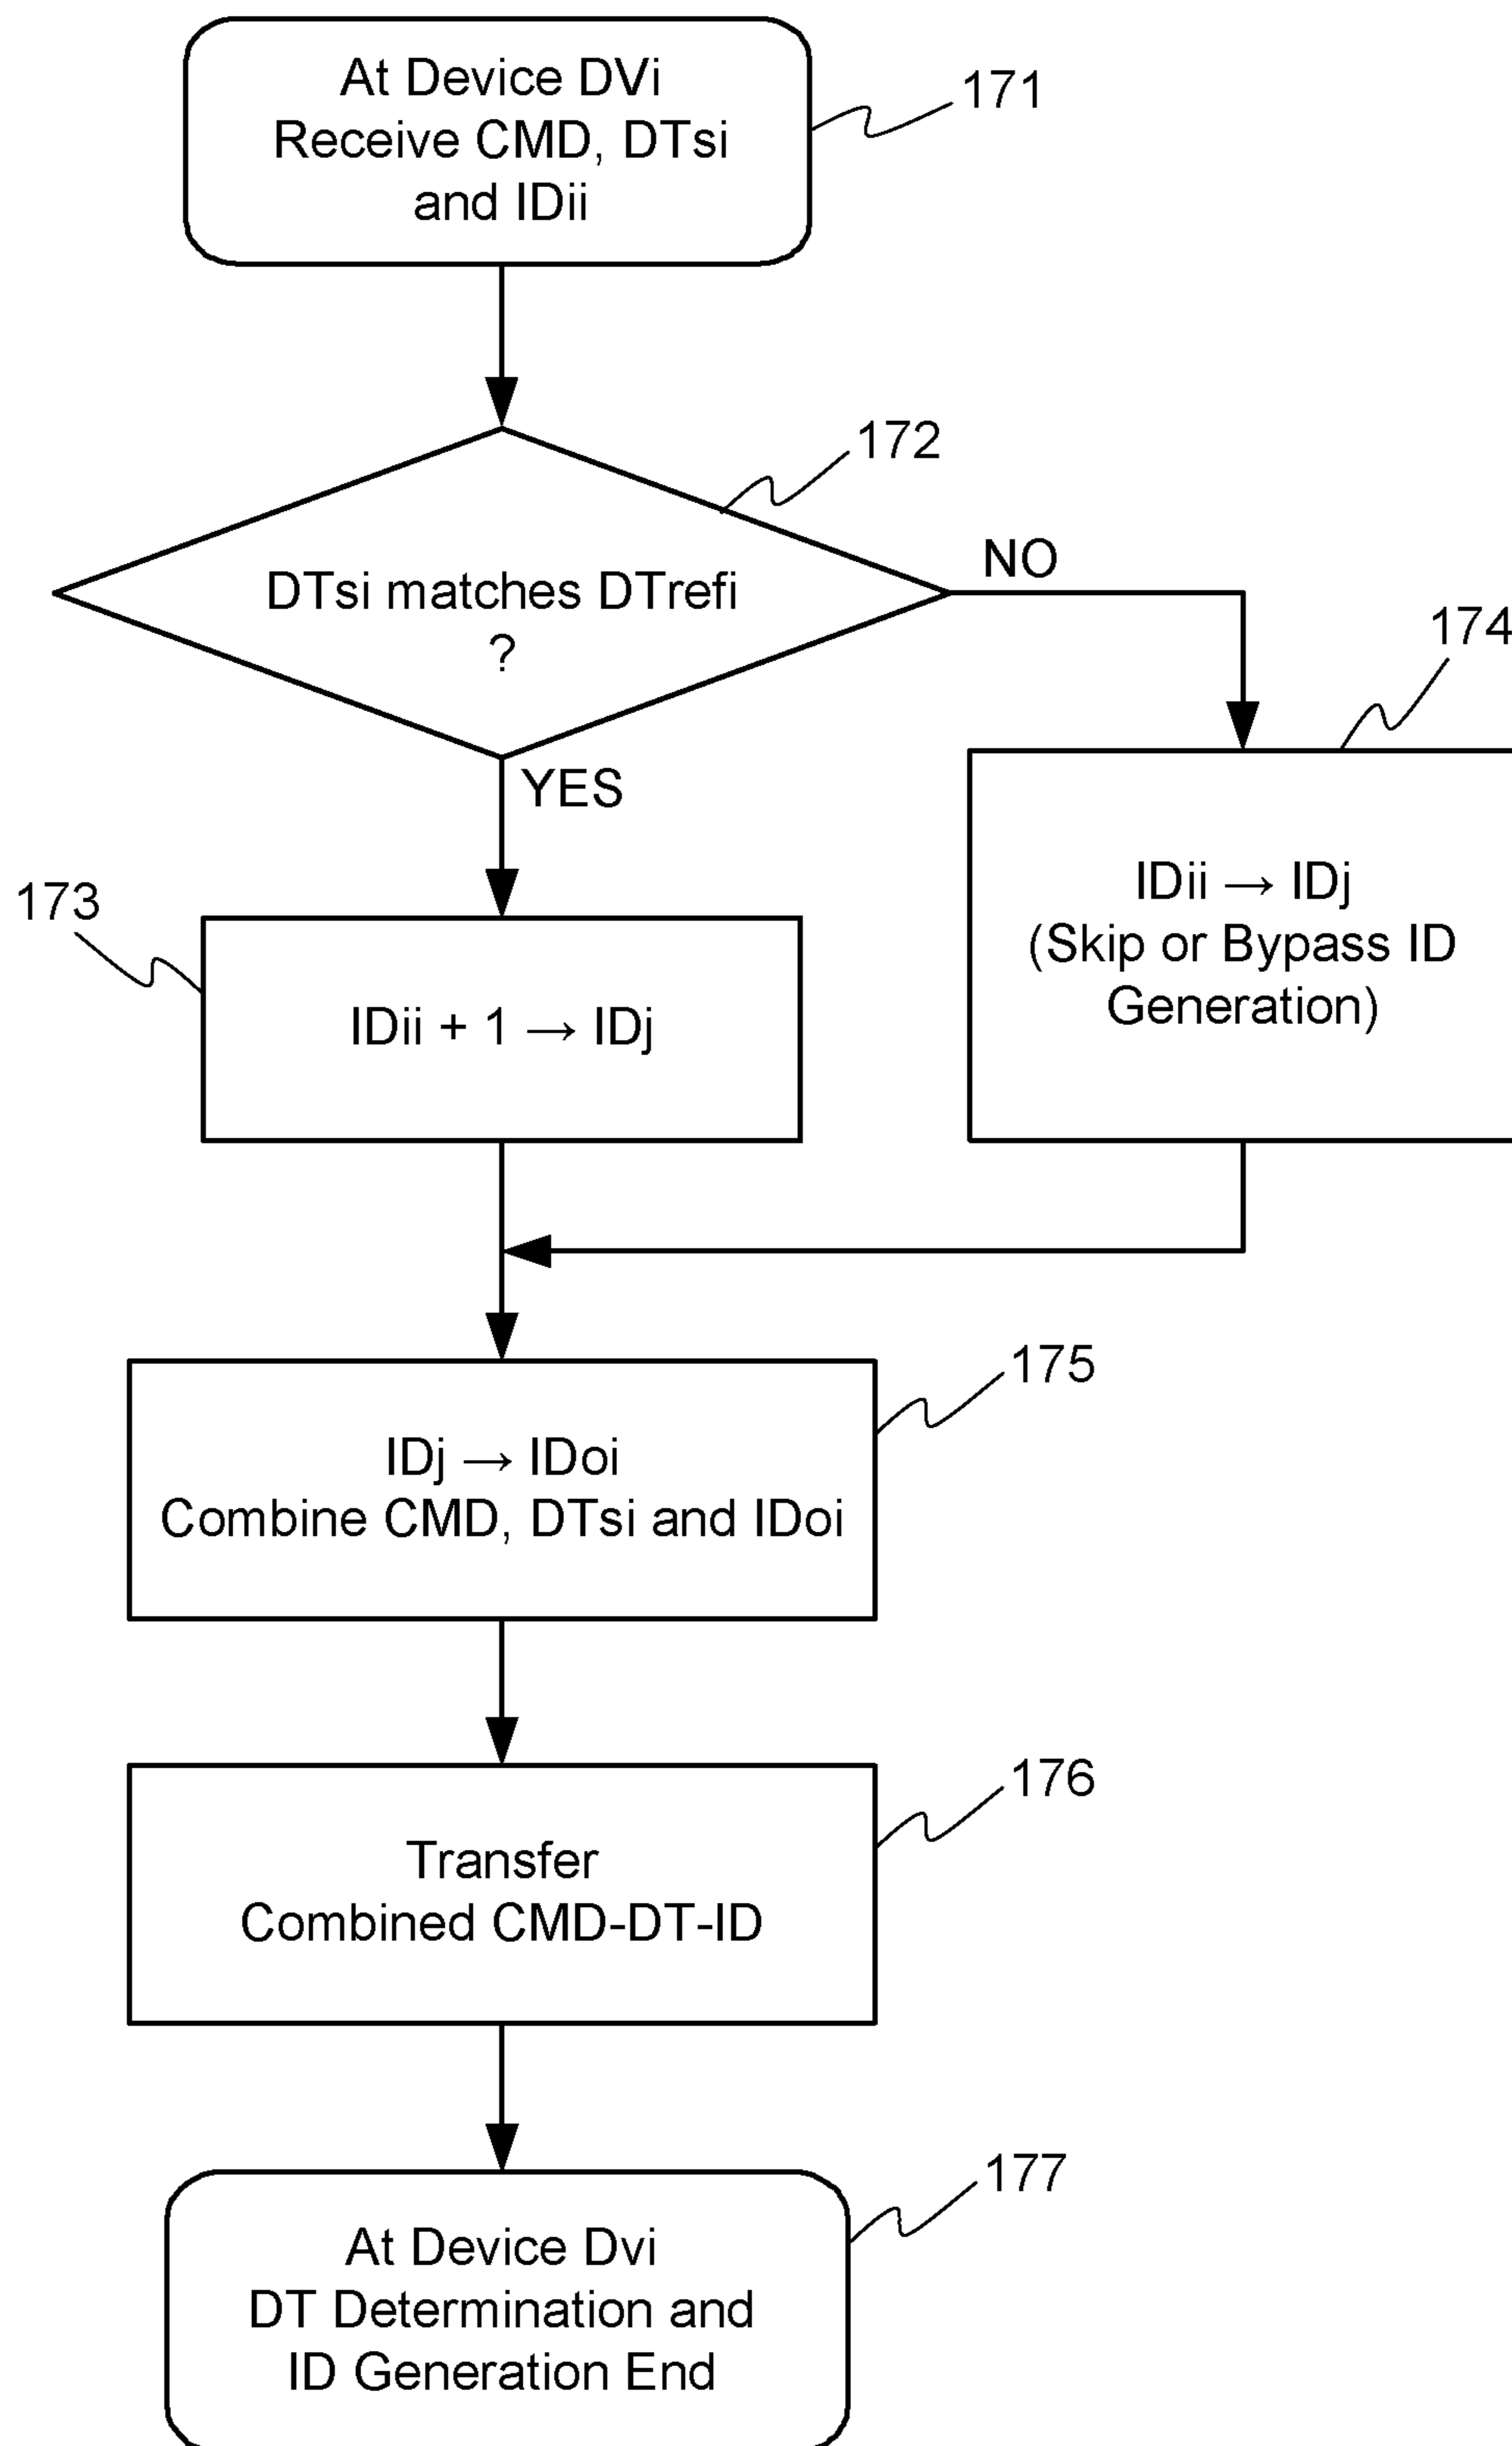 At Device DVi
Receive CMD, DTsi
and IDii
171
172
DTsi matches DTrefi
?
NO
YES
174
173
IDii + 1 → IDj
IDii → IDj
(Skip or Bypass ID
Generation)
175
IDj → IDoi
Combine CMD, DTsi and IDoi
176
Transfer
Combined CMD-DT-ID
177
At Device Dvi
DT Determination and
ID Generation End